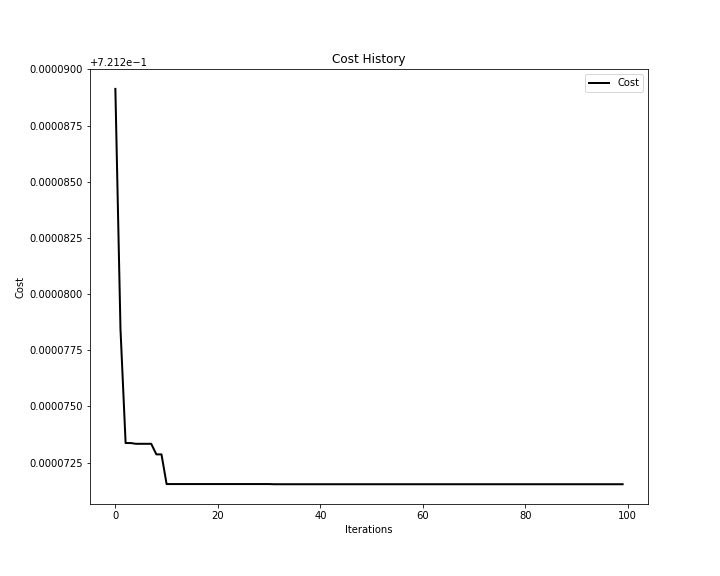 Cost History
+7.212e−1
Cost
0.0000900
0.0000875
0.0000850
0.0000825
0.0000800
0.0000775
0.0000750
0.0000725
Cost
0 20 40 60 80 100
Iterations